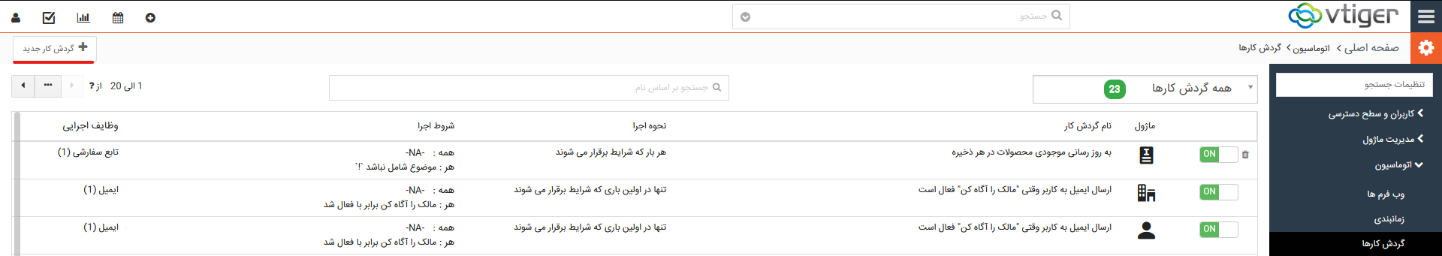 vtiger
جستجو
صفحه اصلی > اتوماسیون > گردش کارها
+ گردش کار جدید
تنظیمات جستجو
همه گردش کارها 23
جستجو بر اساس نام
1 الی 20 از ?
کاربران و سطح دسترسی
مدیریت ماژول
اتوماسیون
وب فرم ها
زمانبندی
گردش کارها
ماژول نام گردش کار نحوه اجرا شروط اجرا وظایف اجرایی
ON به روز رسانی موجودی محصولات در هر ذخیره هر بار که شرایط برقرار می شوند همه : -NA- تابع سفارشی (1)
هر : موضوع شامل نباشد '!'
ON ارسال ایمیل به کاربر وقتی "مالک را آگاه کن" فعال است تنها در اولین باری که شرایط برقرار می شوند همه : -NA- ایمیل (1)
هر : مالک را آگاه کن برابر با فعال شد
ON ارسال ایمیل به کاربر وقتی "مالک را آگاه کن" فعال است تنها در اولین باری که شرایط برقرار می شوند همه : -NA- ایمیل (1)
هر : مالک را آگاه کن برابر با فعال شد